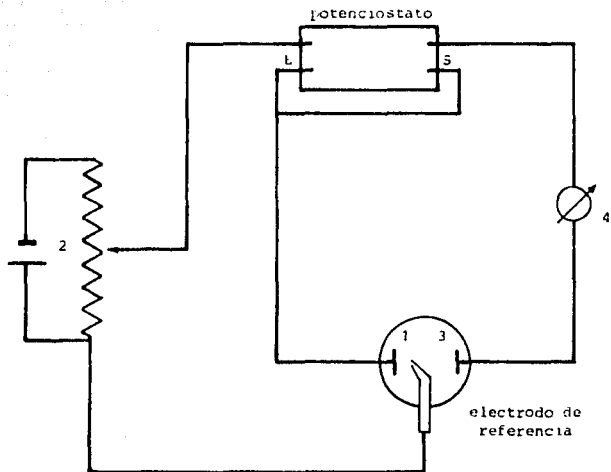 potenciostato
E S
2
4
1 3
electrodo de
referencia